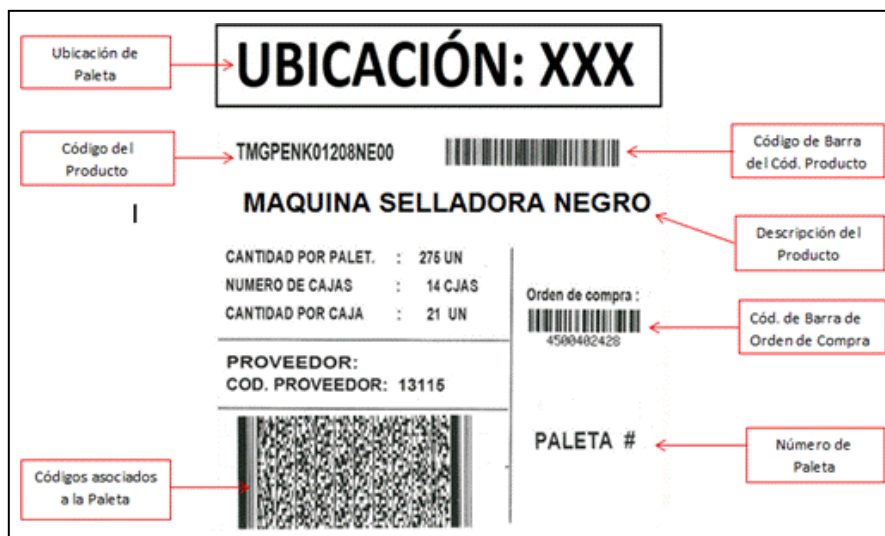 Ubicación de
Paleta
UBICACIÓN: XXX
Código del
Producto
TMGPENK01208NE00
Código de Barra
del Cód. Producto
MAQUINA SELLADORA NEGRO
Descripción del
Producto
CANTIDAD POR PALET. : 275 UN
NUMERO DE CAJAS : 14 CJAS
CANTIDAD POR CAJA : 21 UN
Orden de compra :
4500402428
Cód. de Barra de
Orden de Compra
PROVEEDOR:
COD. PROVEEDOR: 13115
PALETA #
Número de
Paleta
Códigos asociados
a la Paleta